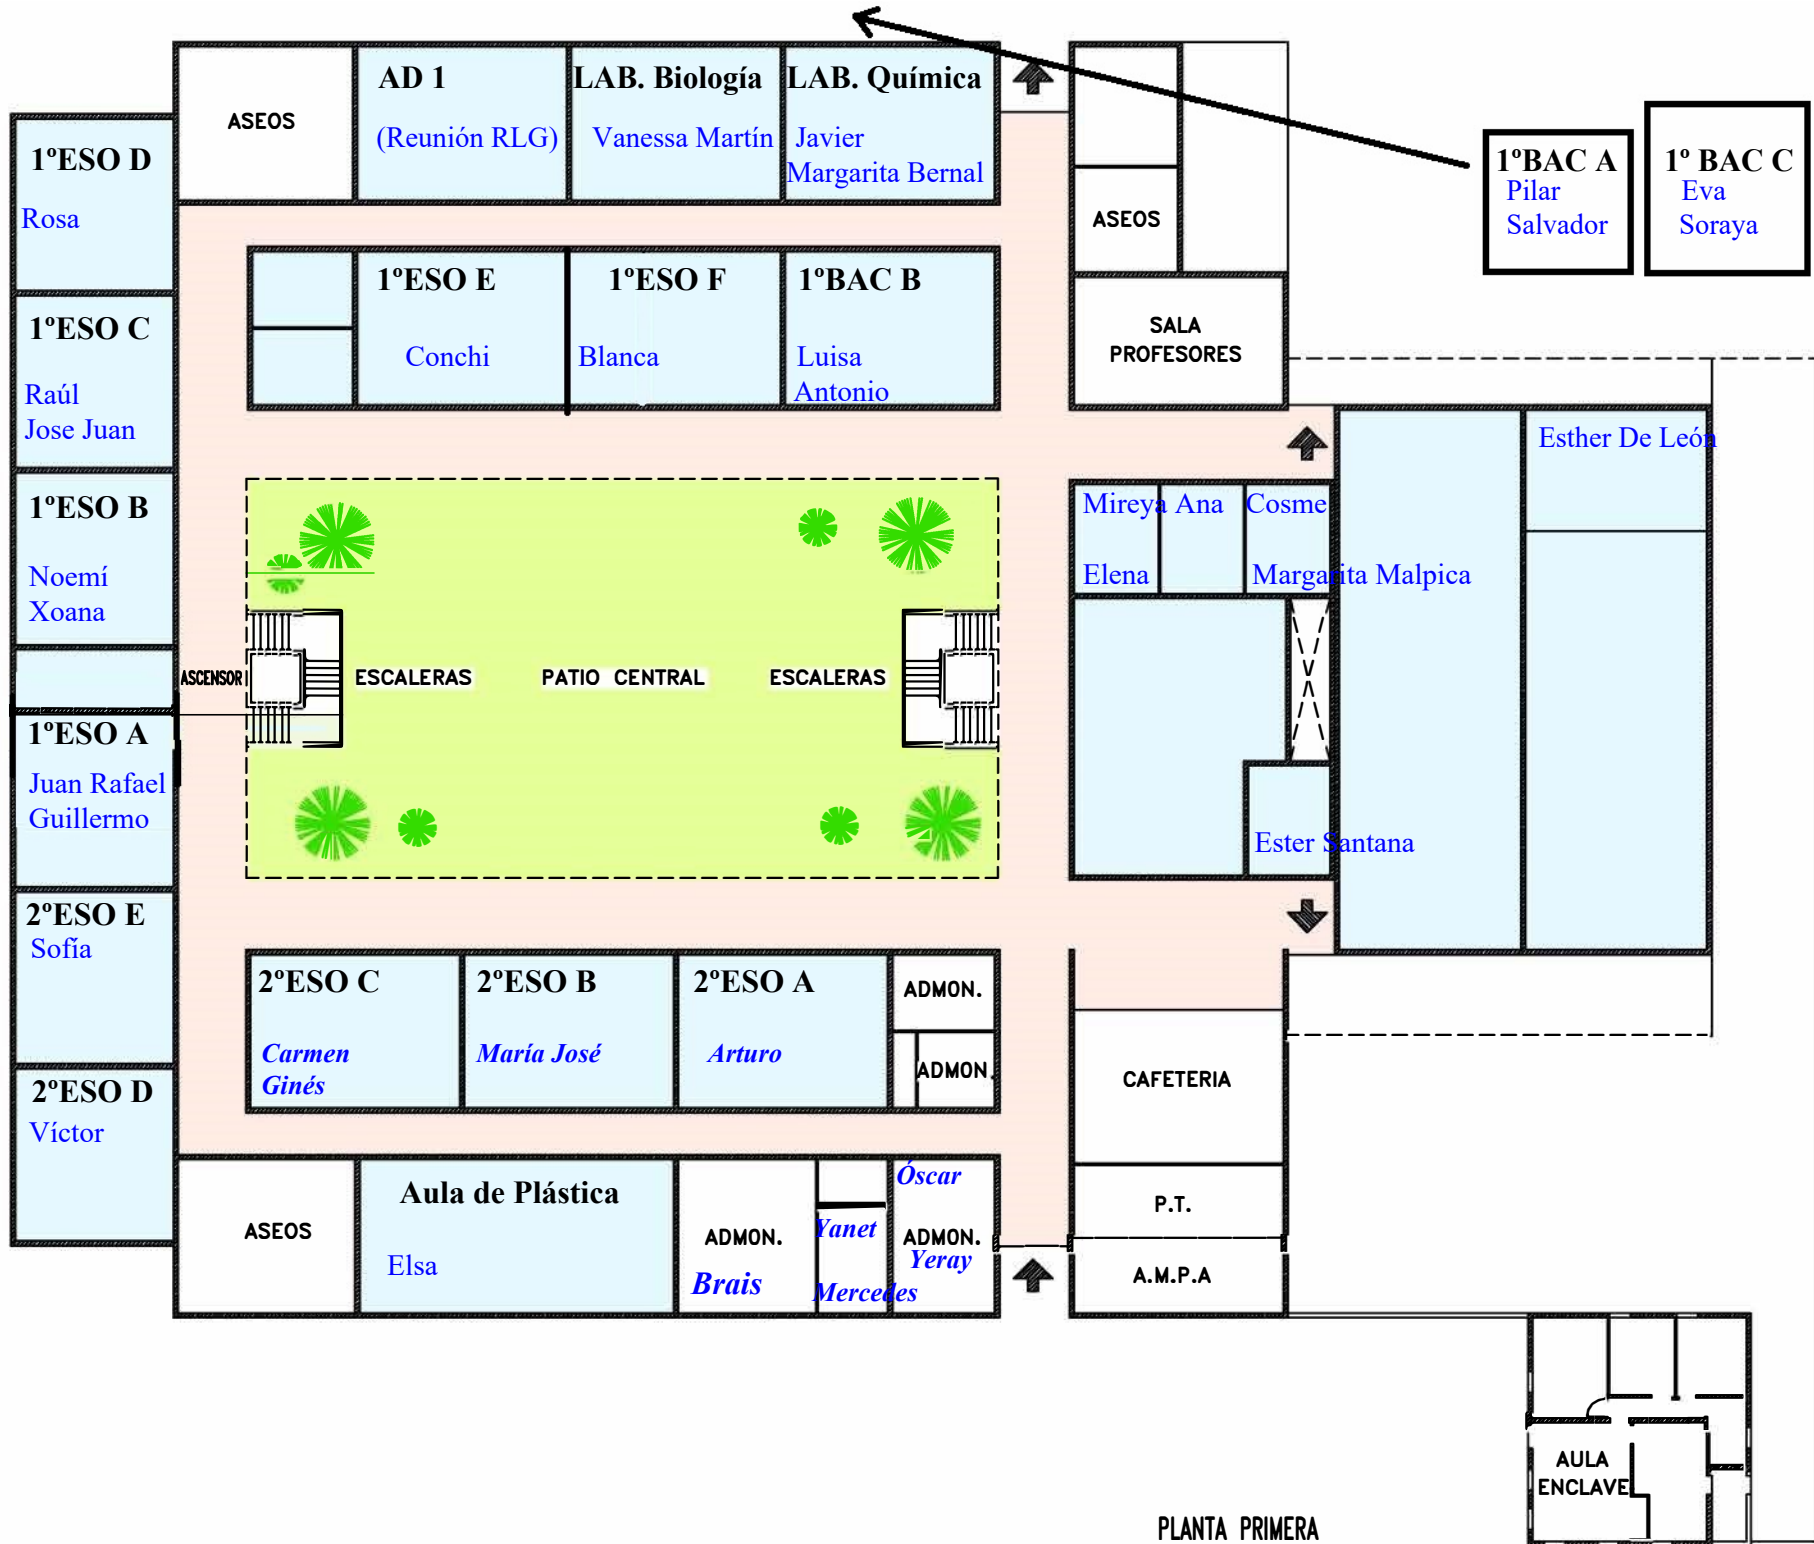 AD 1
(Reunión RLG)
LAB. Biología
Vanessa Martín
LAB. Química
Javier
Margarita Bernal
ASEOS
1ºESO D
Rosa
1ºBAC A
Pilar
Salvador
1º BAC C
Eva
Soraya
ASEOS
1ºESO E
Conchi
1ºESO F
Blanca
1ºBAC B
Luisa
Antonio
SALA
PROFESORES
1ºESO C
Raúl
Jose Juan
Esther De León
1ºESO B
Noemí
Xoana
Mireya
Elena
Ana
Cosme
Margarita Malpica
ASCENSOR
ESCALERAS
PATIO CENTRAL
ESCALERAS
1ºESO A
Juan Rafael
Guillermo
Ester Santana
2ºESO E
Sofía
2ºESO C
Carmen
Ginés
2ºESO B
María José
2ºESO A
Arturo
ADMON.
ADMON.
CAFETERIA
2ºESO D
Víctor
ASEOS
Aula de Plástica
Elsa
ADMON.
Brais
Yanet
Mercedes
Óscar
ADMON.
Yeray
P.T.
A.M.P.A
AULA
ENCLAVE
PLANTA PRIMERA